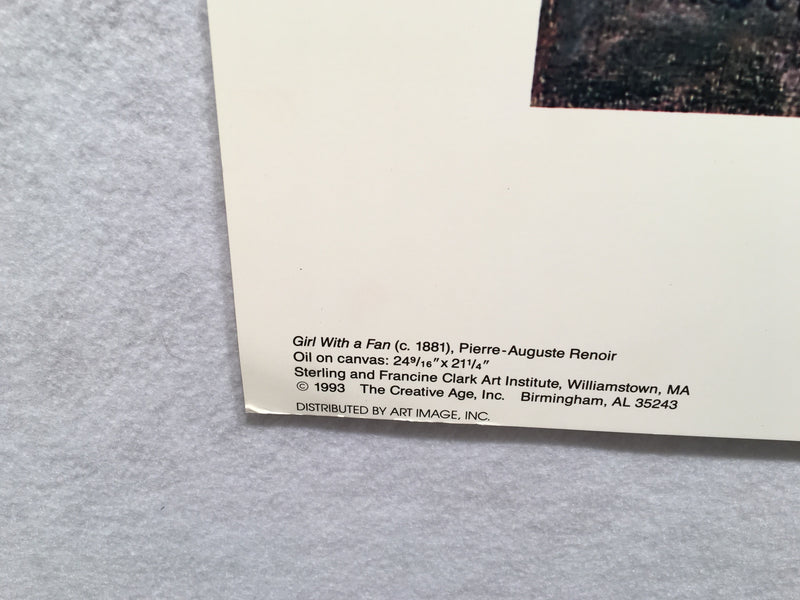 Girl With a Fan (c. 1881), Pierre-Auguste Renoir
Oil on canvas: 24⁹/₁₆″ x 21¹/₄″
Sterling and Francine Clark Art Institute, Williamstown, MA
© 1993 The Creative Age, Inc. Birmingham, AL 35243
DISTRIBUTED BY ART IMAGE, INC.